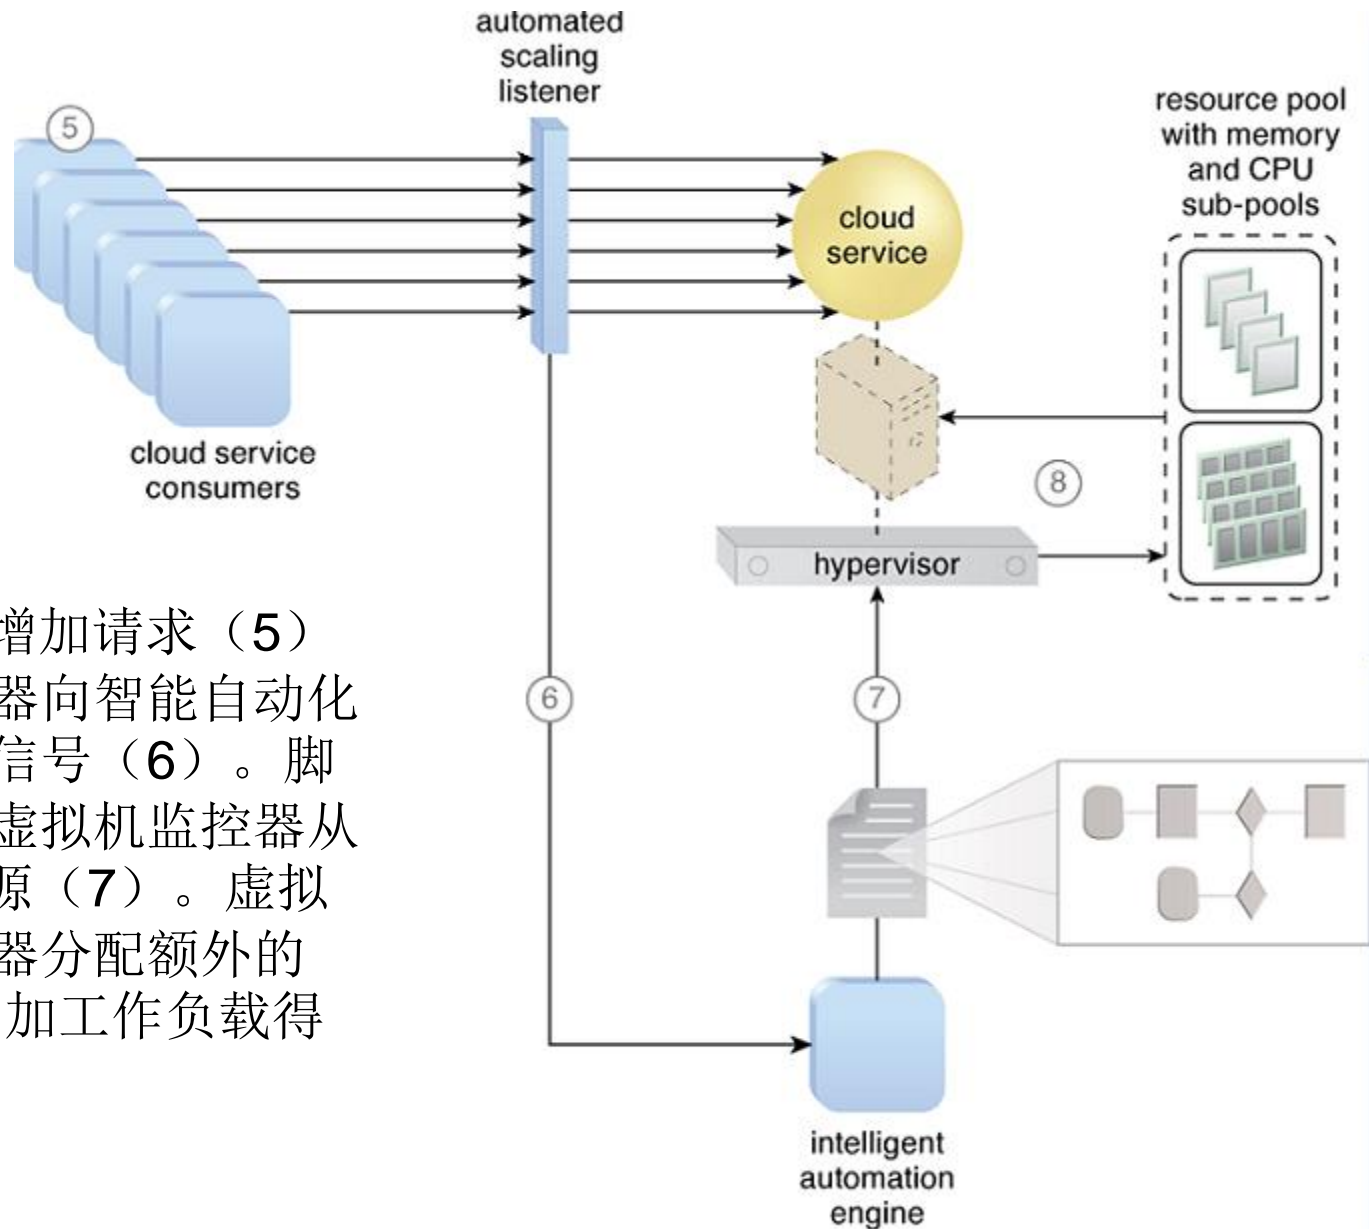 automated
scaling
listener
5
resource pool
with memory
and CPU
sub-pools
cloud
service
cloud service
consumers
8
hypervisor
增加请求（5）
器向智能自动化
信号（6）。脚
虚拟机监控器从
源（7）。虚拟
器分配额外的
加工作负载得
6
7
intelligent
automation
engine